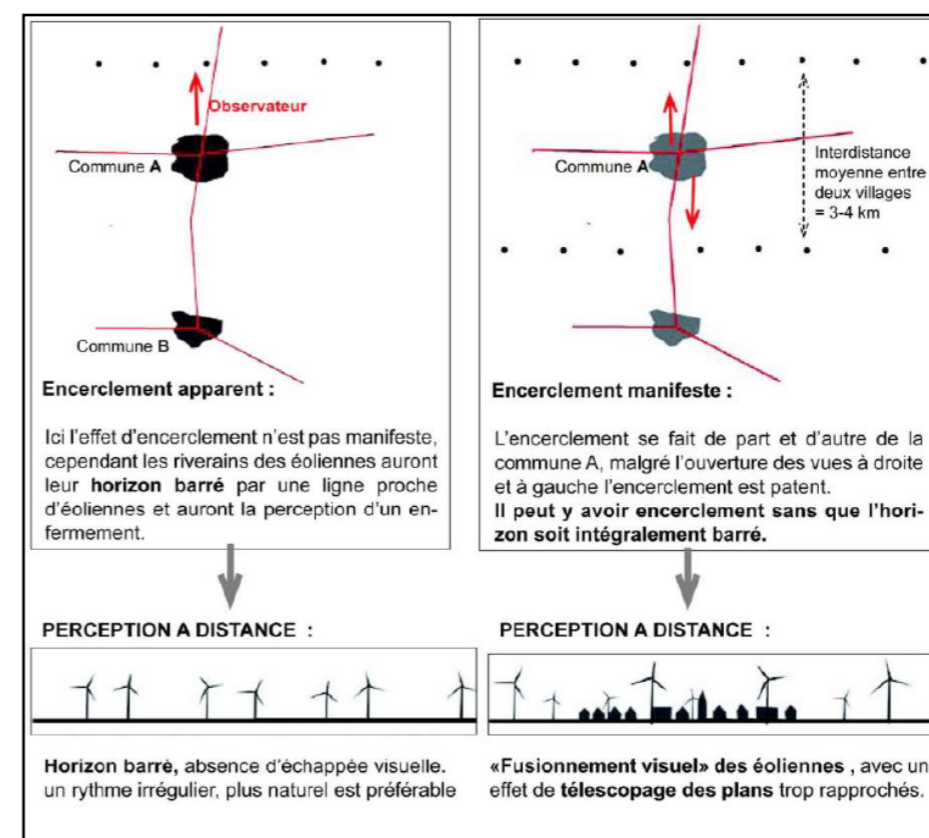 Observateur
Commune A
Commune B
Encerclement apparent :
Ici l'effet d'encerclement n'est pas manifeste,
cependant les riverains des éoliennes auront
leur horizon barré par une ligne proche
d'éoliennes et auront la perception d'un en-
fermement.
PERCEPTION A DISTANCE :
Horizon barré, absence d'échappée visuelle.
un rythme irrégulier, plus naturel est préférable
Commune A
Interdistance
moyenne entre
deux villages
= 3-4 km
Encerclement manifeste :
L'encerclement se fait de part et d'autre de la
commune A, malgré l'ouverture des vues à droite
et à gauche l'encerclement est patent.
Il peut y avoir encerclement sans que l'hori-
zon soit intégralement barré.
PERCEPTION A DISTANCE :
«Fusionnement visuel» des éoliennes , avec un
effet de télescopage des plans trop rapprochés.